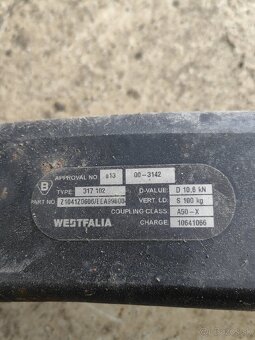 B
APPROVAL NO e13 00-3142
TYPE 317 102 D-VALUE: D 10,6 kN
PART NO VERT. LD: S 100 kg
COUPLING CLASS A50-X
WESTFALIA CHARGE 10641066